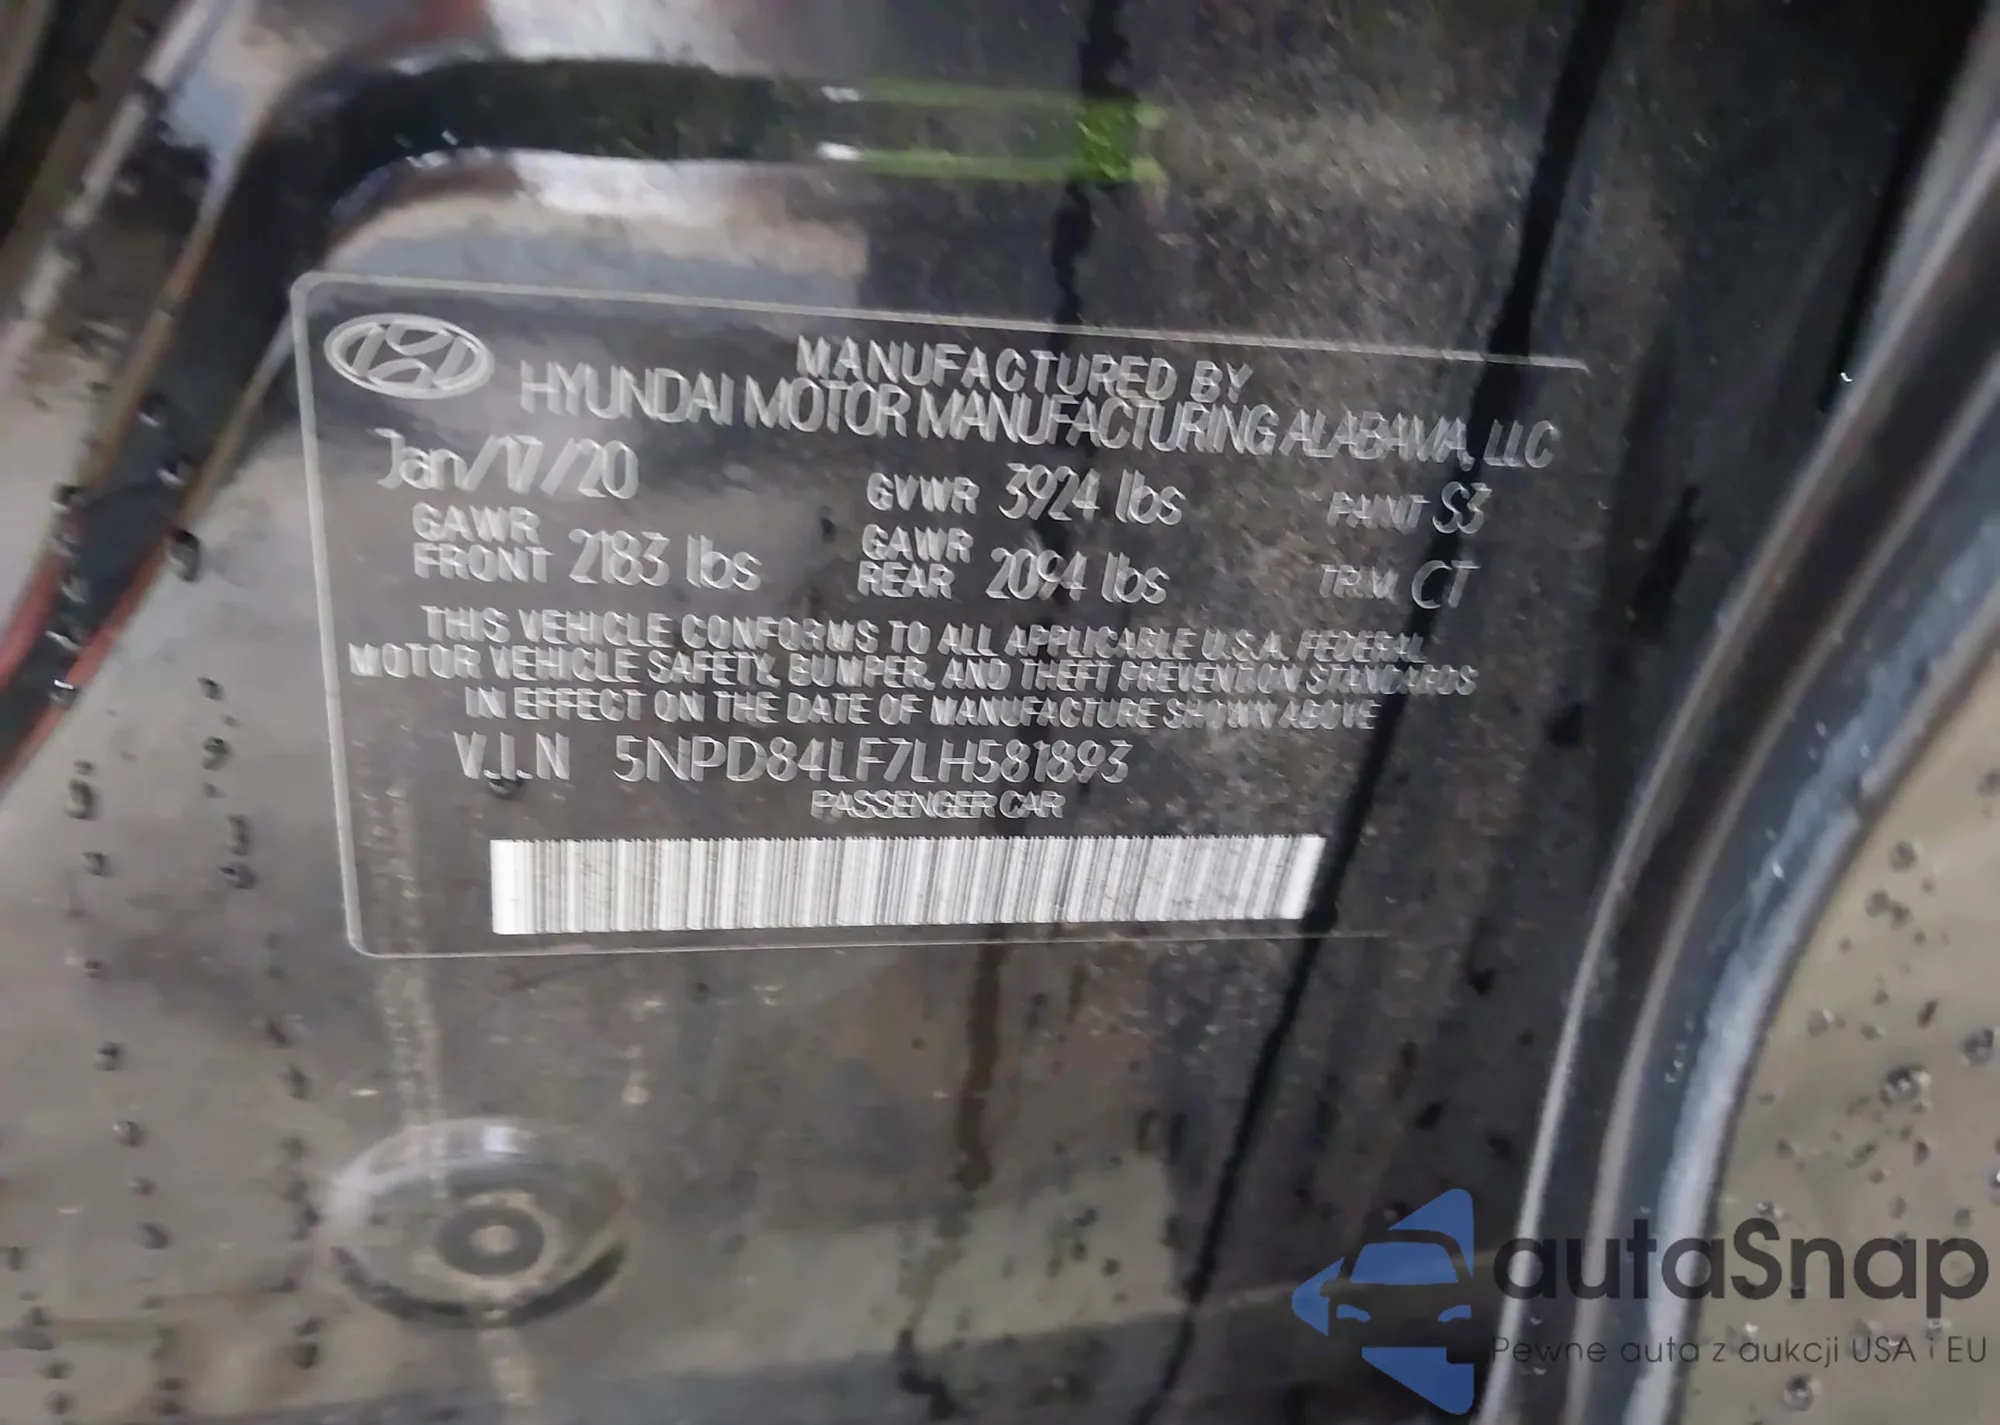 MANUFACTURED BY
HYUNDAI MOTOR MANUFACTURING ALABAMA, LLC
Jan/17/20 GVWR 3924 lbs PAINT S3
GAWR FRONT 2183 lbs GAWR REAR 2094 lbs TRIM CT
THIS VEHICLE CONFORMS TO ALL APPLICABLE U.S.A. FEDERAL
MOTOR VEHICLE SAFETY, BUMPER, AND THEFT PREVENTION STANDARDS
IN EFFECT ON THE DATE OF MANUFACTURE SHOWN ABOVE
V.I.N 5NPD84LF7LH581893
PASSENGER CAR
autaSnap
Pewne auta z aukcji USA i EU